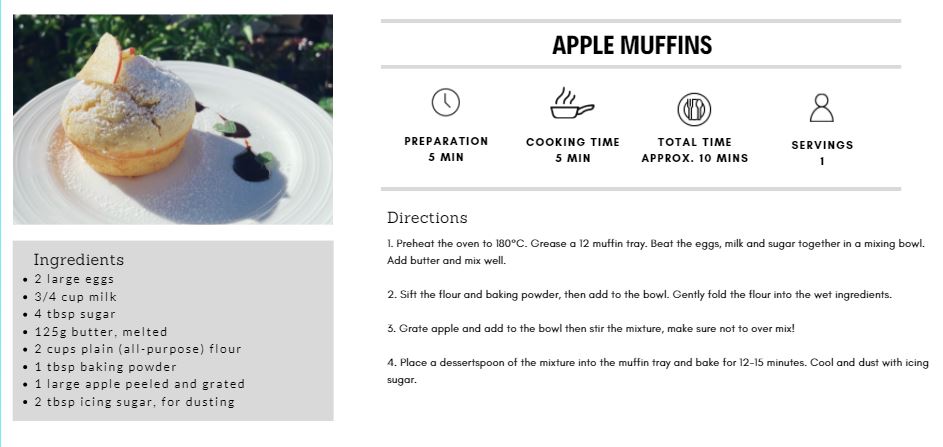 APPLE MUFFINS
PREPARATION
5 MIN
COOKING TIME
5 MIN
TOTAL TIME
APPROX. 10 MINS
SERVINGS
1
Ingredients
• 2 large eggs
• 3/4 cup milk
• 4 tbsp sugar
• 125g butter, melted
• 2 cups plain (all-purpose) flour
• 1 tbsp baking powder
• 1 large apple peeled and grated
• 2 tbsp icing sugar, for dusting
Directions
1. Preheat the oven to 180°C. Grease a 12 muffin tray. Beat the eggs, milk and sugar together in a mixing bowl.
Add butter and mix well.
2. Sift the flour and baking powder, then add to the bowl. Gently fold the flour into the wet ingredients.
3. Grate apple and add to the bowl then stir the mixture, make sure not to over mix!
4. Place a dessertspoon of the mixture into the muffin tray and bake for 12-15 minutes. Cool and dust with icing
sugar.